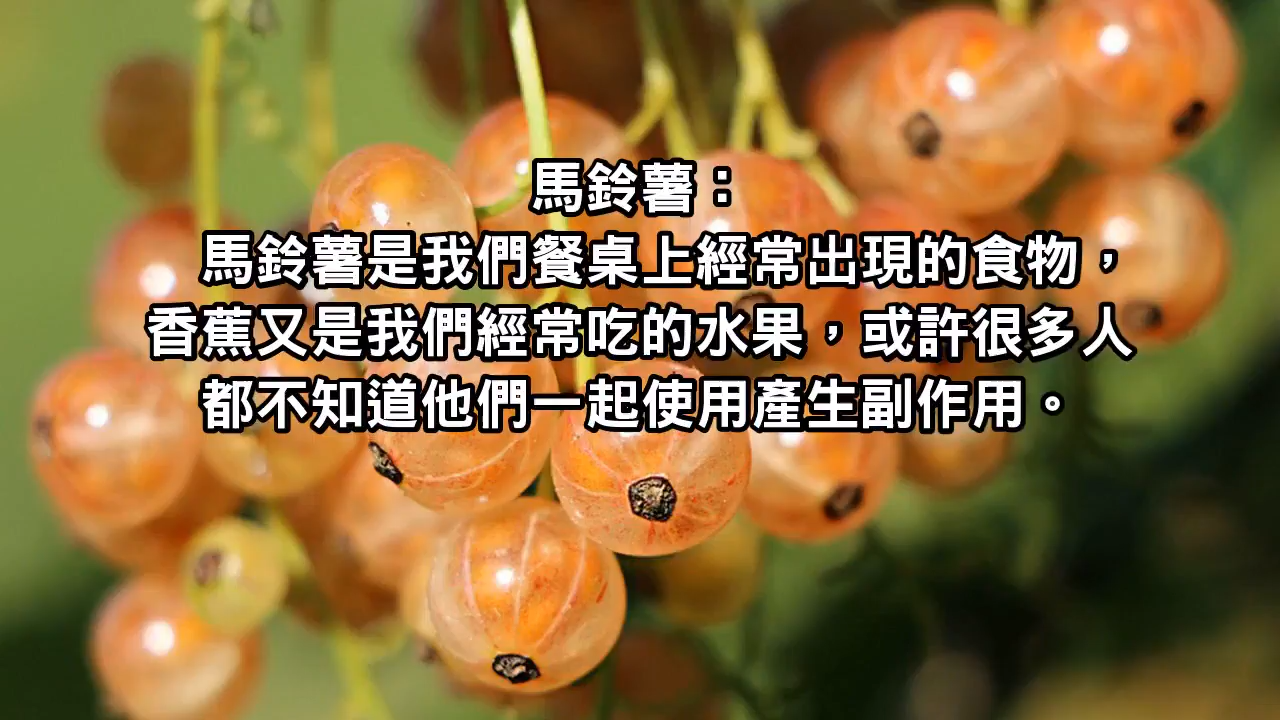 馬鈴薯：
馬鈴薯是我們餐桌上經常出現的食物，
香蕉又是我們經常吃的水果，或許很多人
都不知道他們一起使用產生副作用。